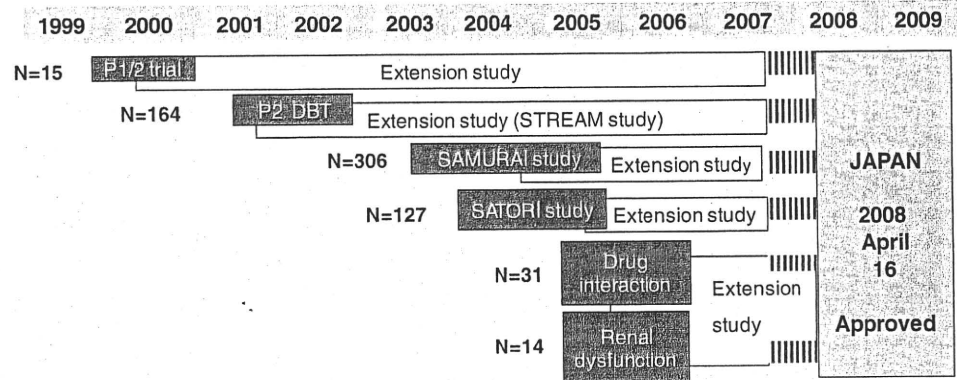 1999 2000 2001 2002 2003 2004 2005 2006 2007 2008 2009
N=15 P1/2 trial Extension study
N=164 P2 DBT Extension study (STREAM study)
N=306 SAMURAI study Extension study JAPAN
N=127 SATORI study Extension study 2008
April
16
N=31 Drug
interaction
Extension
study
Approved
N=14 Renal
dysfunction